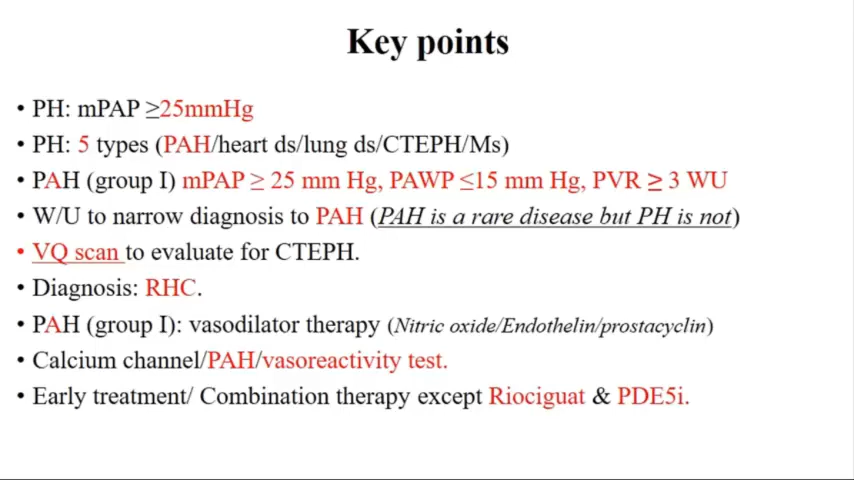 Key points
• PH: mPAP ≥25mmHg
• PH: 5 types (PAH/heart ds/lung ds/CTEPH/Ms)
• PAH (group I) mPAP ≥ 25 mm Hg, PAWP ≤15 mm Hg, PVR ≥ 3 WU
• W/U to narrow diagnosis to PAH (PAH is a rare disease but PH is not)
• VQ scan to evaluate for CTEPH.
• Diagnosis: RHC.
• PAH (group I): vasodilator therapy (Nitric oxide/Endothelin/prostacyclin)
• Calcium channel/PAH/vasoreactivity test.
• Early treatment/ Combination therapy except Riociguat & PDE5i.